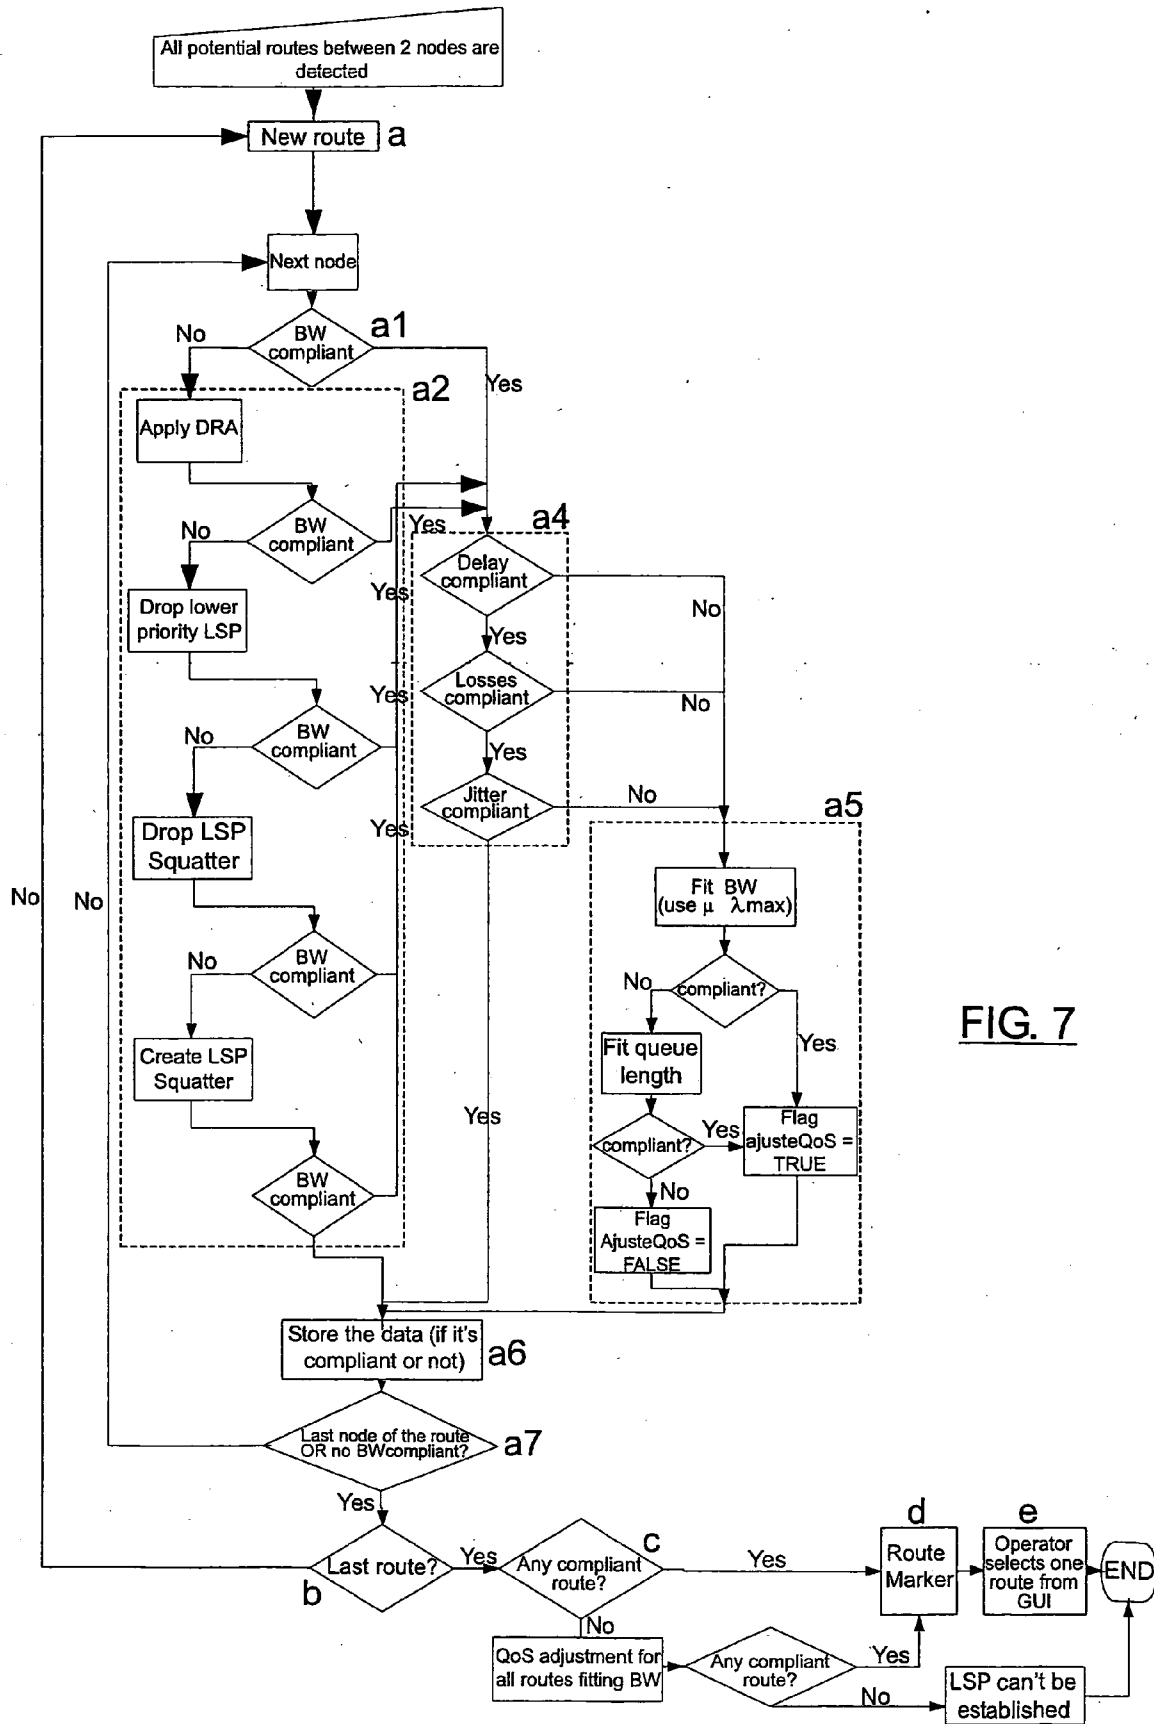 All potential routes between 2 nodes are
detected
New route
a
Next node
BW
compliant
a1
No
Yes
a2
Apply DRA
BW
compliant
No
Yes
a4
Delay
compliant
Yes
No
Drop lower
priority LSP
Yes
Losses
compliant
Yes
No
BW
compliant
No
Yes
Jitter
compliant
No
Drop LSP
Squatter
Yes
a5
Fit BW
(use µ λmax)
No
No
BW
compliant
No
compliant?
No
Yes
Fit queue
length
Create LSP
Squatter
FIG. 7
Yes
compliant?
Yes
Flag
ajusteQoS =
TRUE
BW
compliant
No
Flag
AjusteQoS =
FALSE
Store the data (if it's
compliant or not)
a6
Last node of the route
OR no BWcompliant?
a7
Yes
Last route?
b
Yes
Any compliant
route?
c
Yes
Route
Marker
d
Operator
selects one
route from
GUI
e
END
No
QoS adjustment for
all routes fitting BW
Any compliant
route?
Yes
No
LSP can't be
established